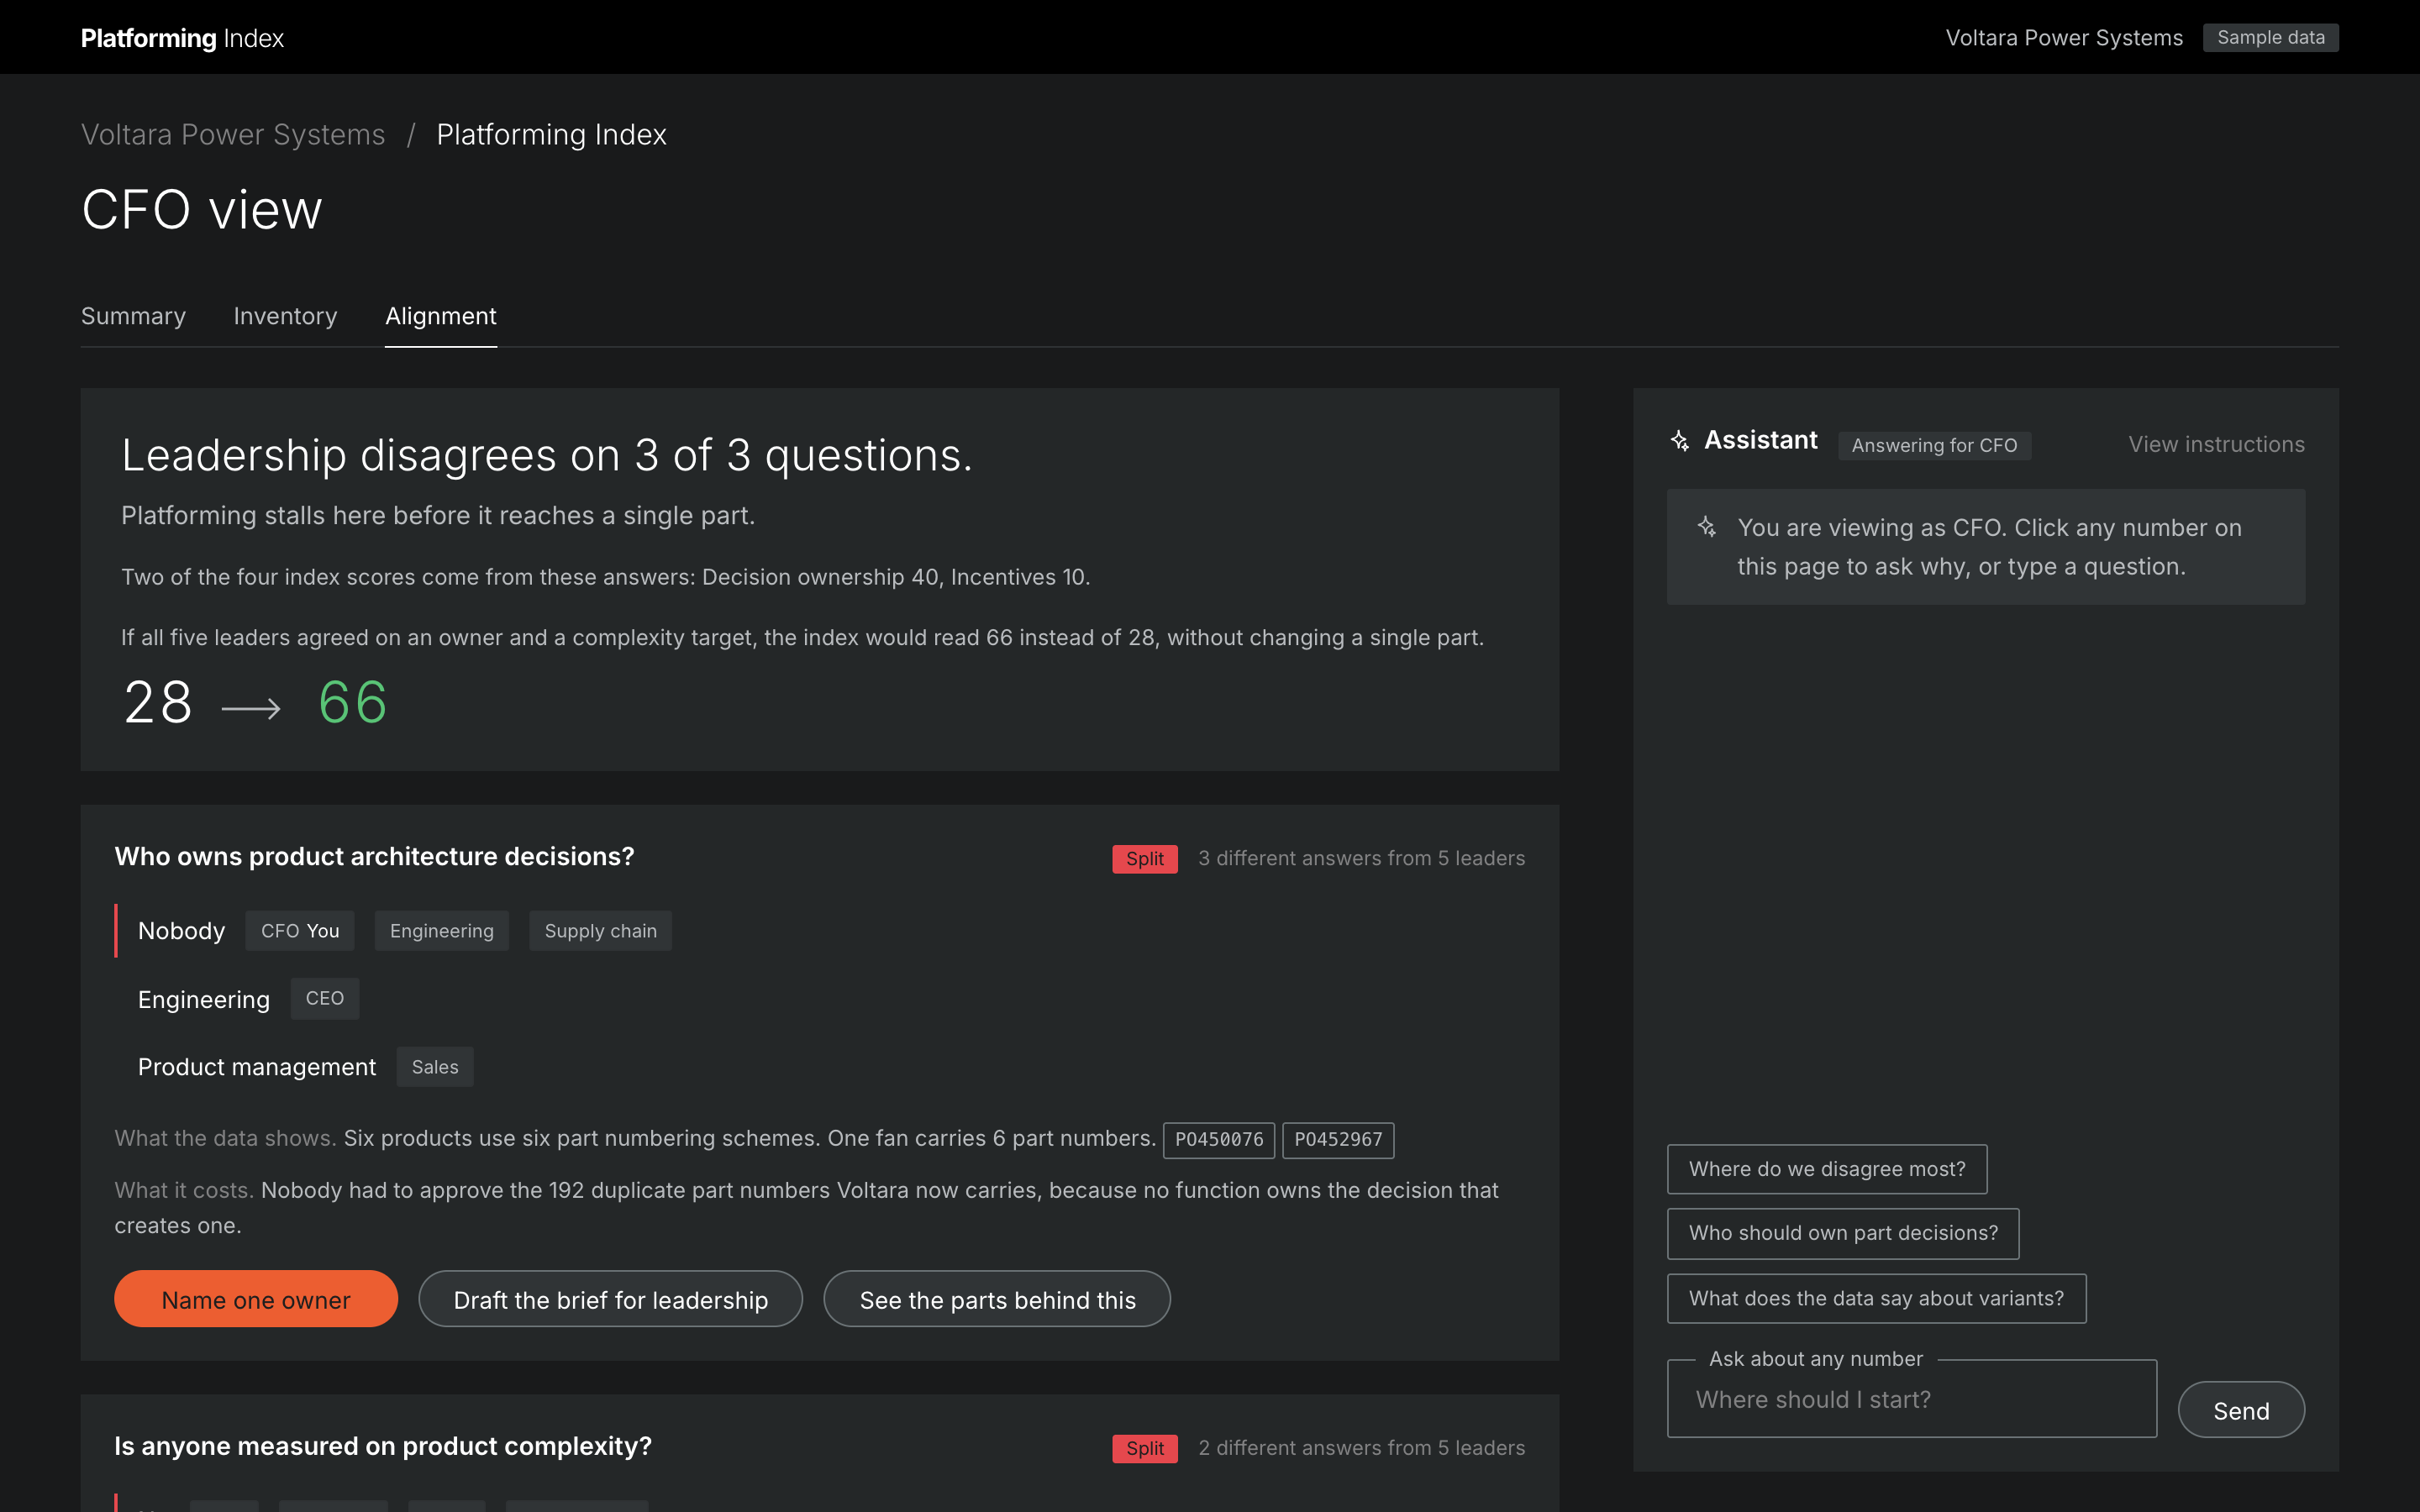 Platforming Index
Voltara Power Systems
Sample data
Voltara Power Systems / Platforming Index
CFO view
Summary
Inventory
Alignment
Leadership disagrees on 3 of 3 questions.
Platforming stalls here before it reaches a single part.
Two of the four index scores come from these answers: Decision ownership 40, Incentives 10.
If all five leaders agreed on an owner and a complexity target, the index would read 66 instead of 28, without changing a single part.
28 → 66
Who owns product architecture decisions?
Split
3 different answers from 5 leaders
Nobody
CFO You
Engineering
Supply chain
Engineering
CEO
Product management
Sales
What the data shows. Six products use six part numbering schemes. One fan carries 6 part numbers. PO450076 PO452967
What it costs. Nobody had to approve the 192 duplicate part numbers Voltara now carries, because no function owns the decision that
creates one.
Name one owner
Draft the brief for leadership
See the parts behind this
Is anyone measured on product complexity?
Split
2 different answers from 5 leaders
Assistant
Answering for CFO
View instructions
You are viewing as CFO. Click any number on
this page to ask why, or type a question.
Where do we disagree most?
Who should own part decisions?
What does the data say about variants?
Ask about any number
Where should I start?
Send